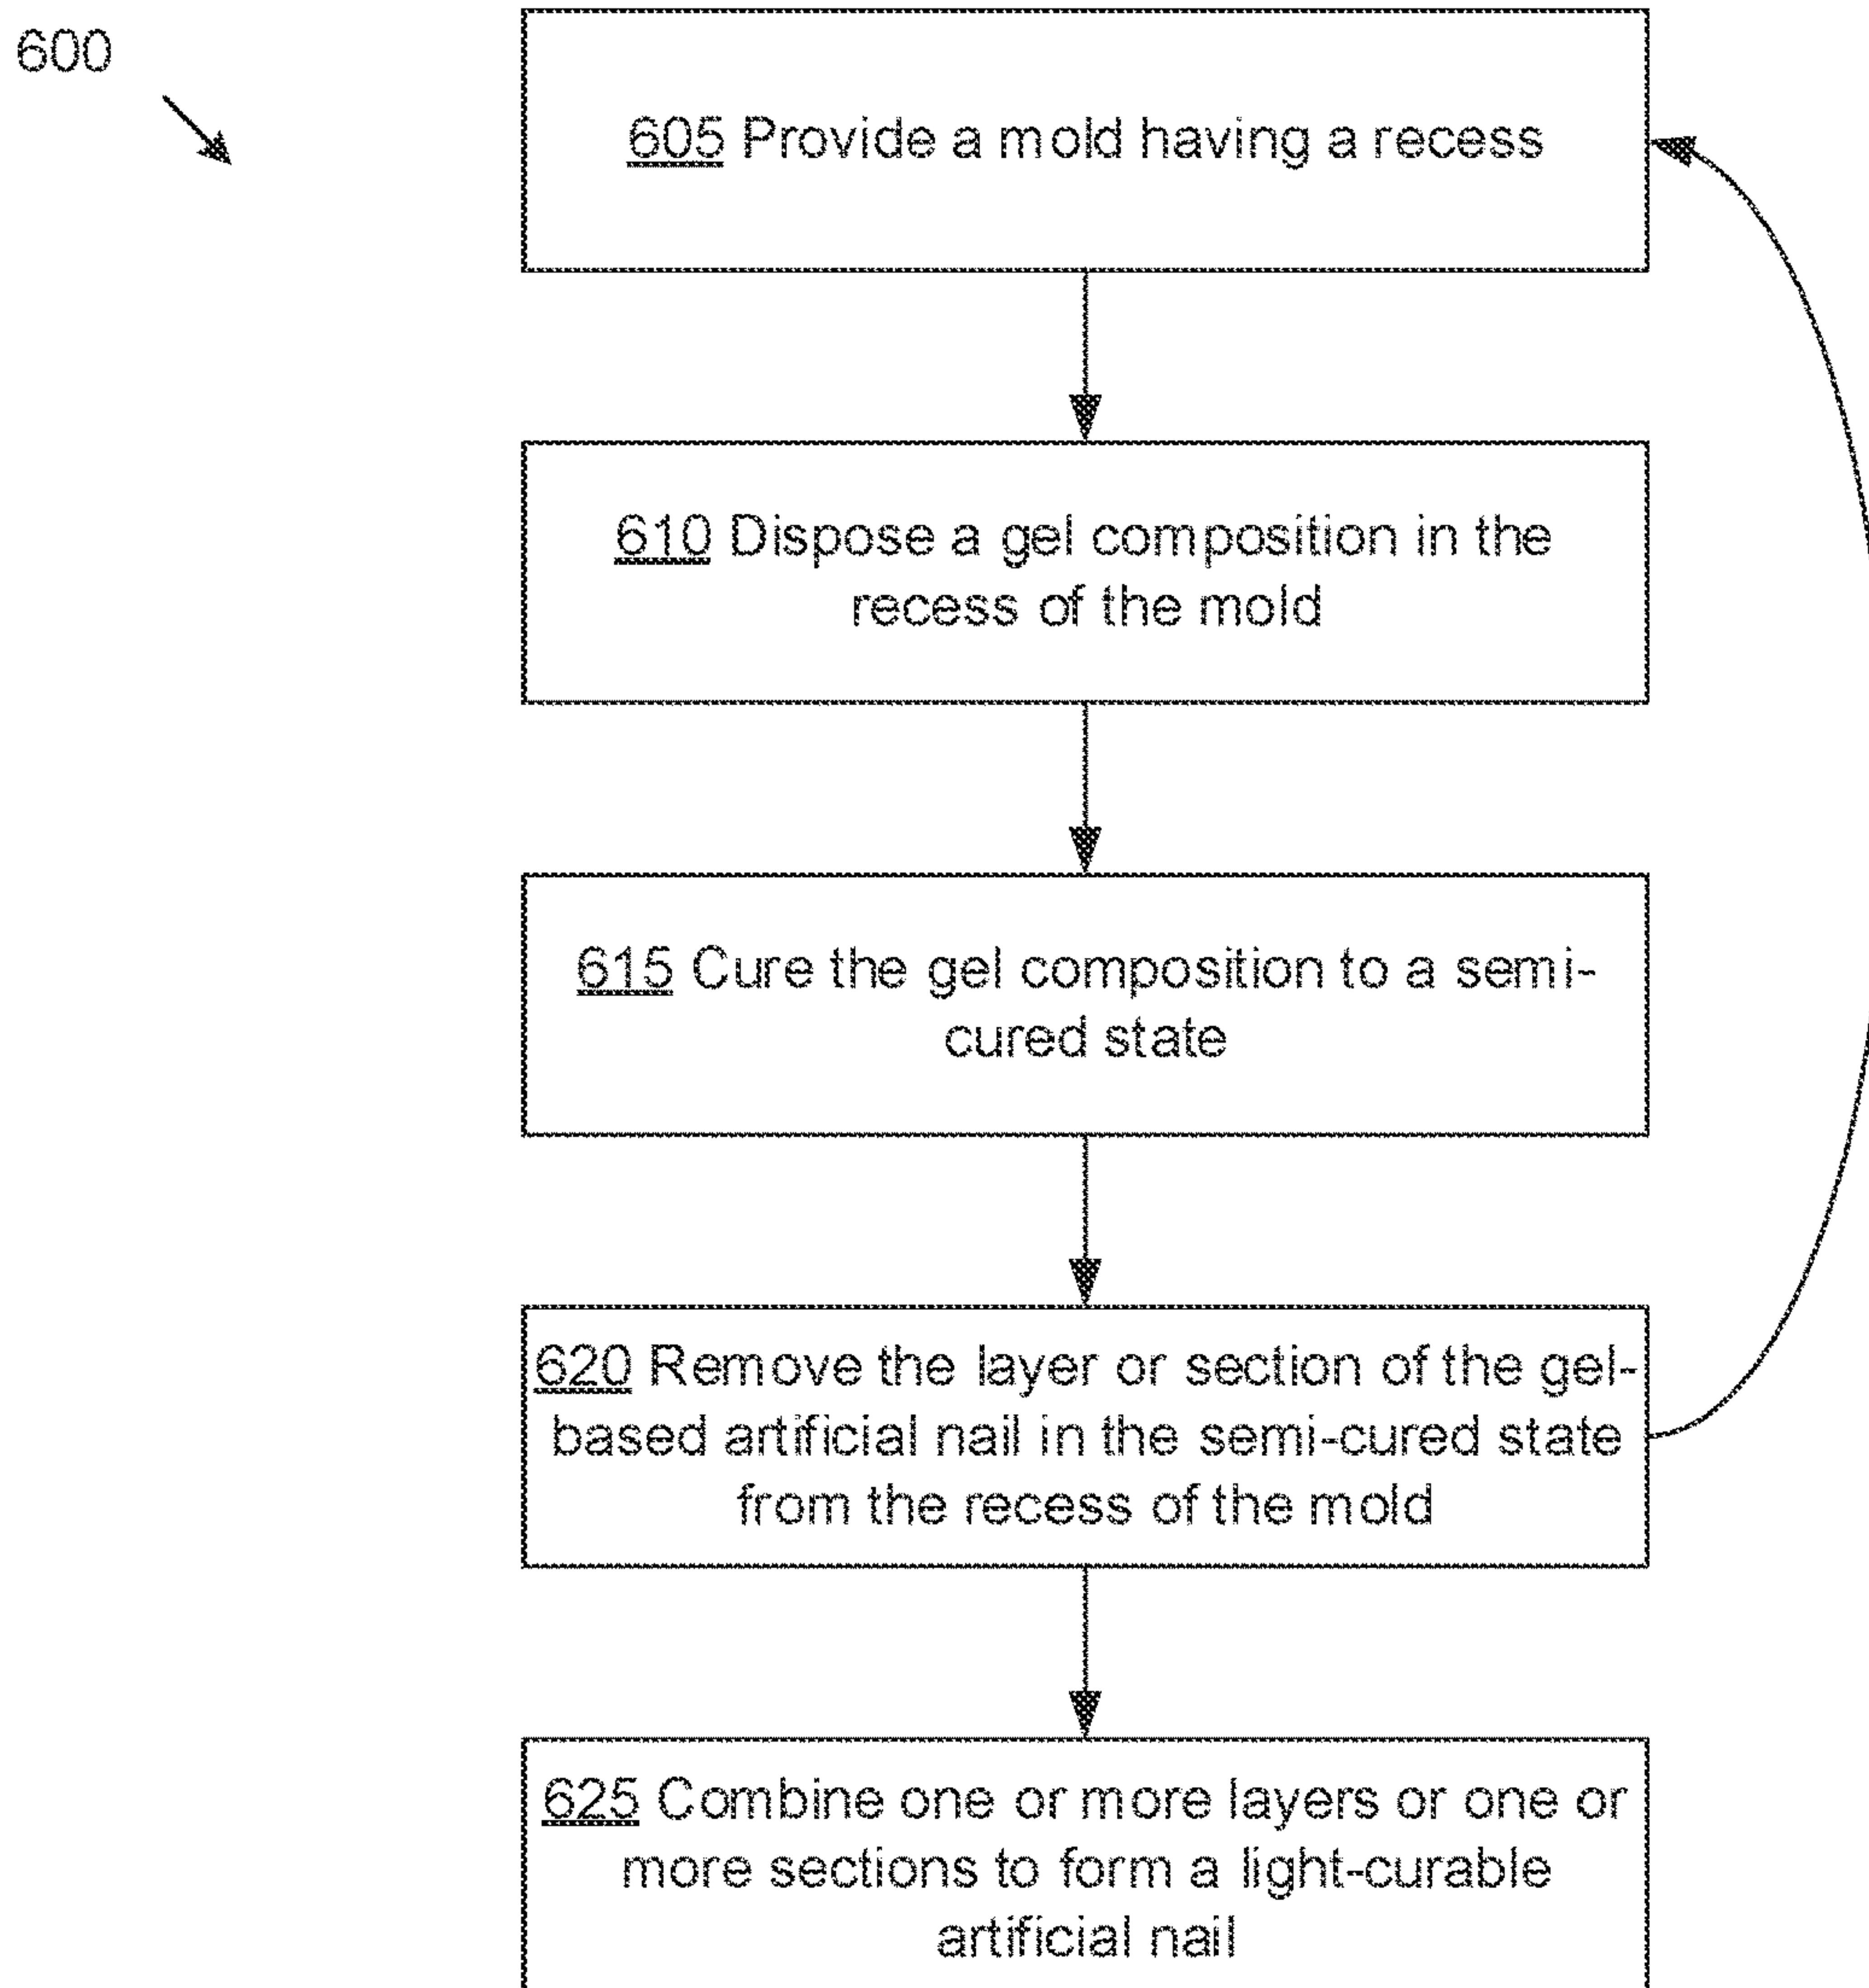 600
605 Provide a mold having a recess
610 Dispose a gel composition in the
recess of the mold
615 Cure the gel composition to a semi-
cured state
620 Remove the layer or section of the gel-
based artificial nail in the semi-cured state
from the recess of the mold
625 Combine one or more layers or one or
more sections to form a light-curable
artificial nail